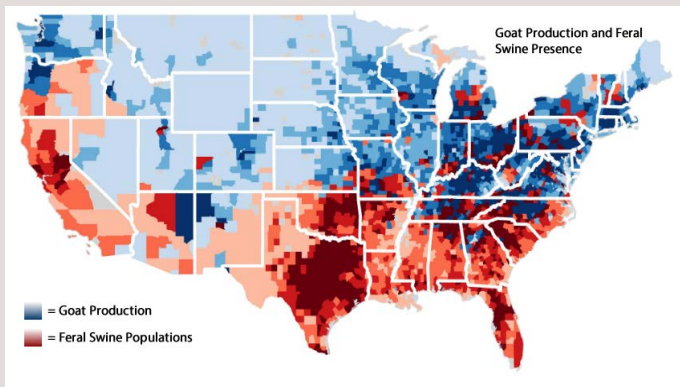 Goat Production and Feral
Swine Presence
= Goat Production
= Feral Swine Populations